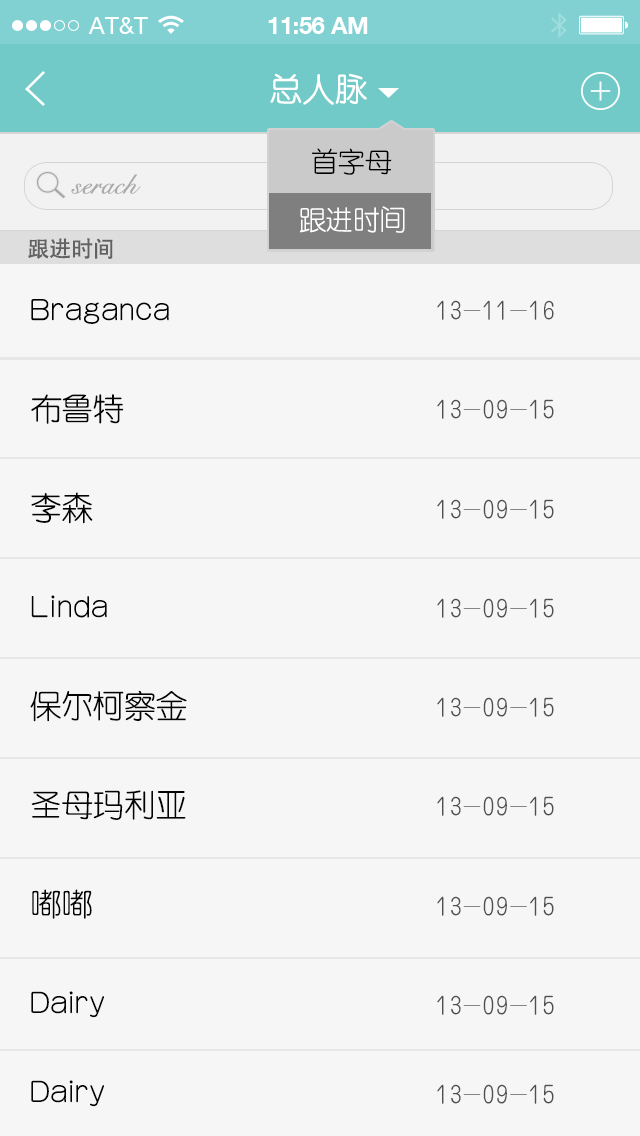 AT&T 11:56 AM
总人脉
首字母
serach
跟进时间
跟进时间
Braganca 13-11-16
布鲁特 13-09-15
李森 13-09-15
Linda 13-09-15
保尔柯察金 13-09-15
圣母玛利亚 13-09-15
嘟嘟 13-09-15
Dairy 13-09-15
Dairy 13-09-15